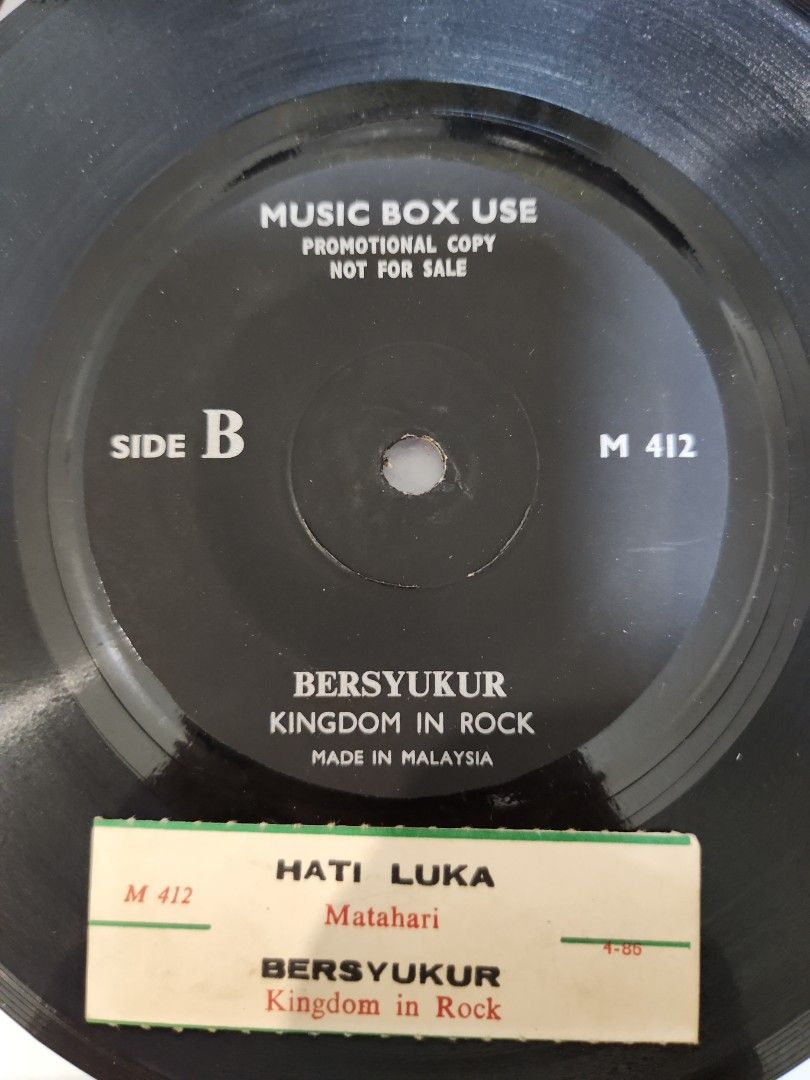 MUSIC BOX USE
PROMOTIONAL COPY
NOT FOR SALE
SIDE B
M 412
BERSYUKUR
KINGDOM IN ROCK
MADE IN MALAYSIA
HATI LUKA
M 412
Matahari
4-86
BERSYUKUR
Kingdom in Rock